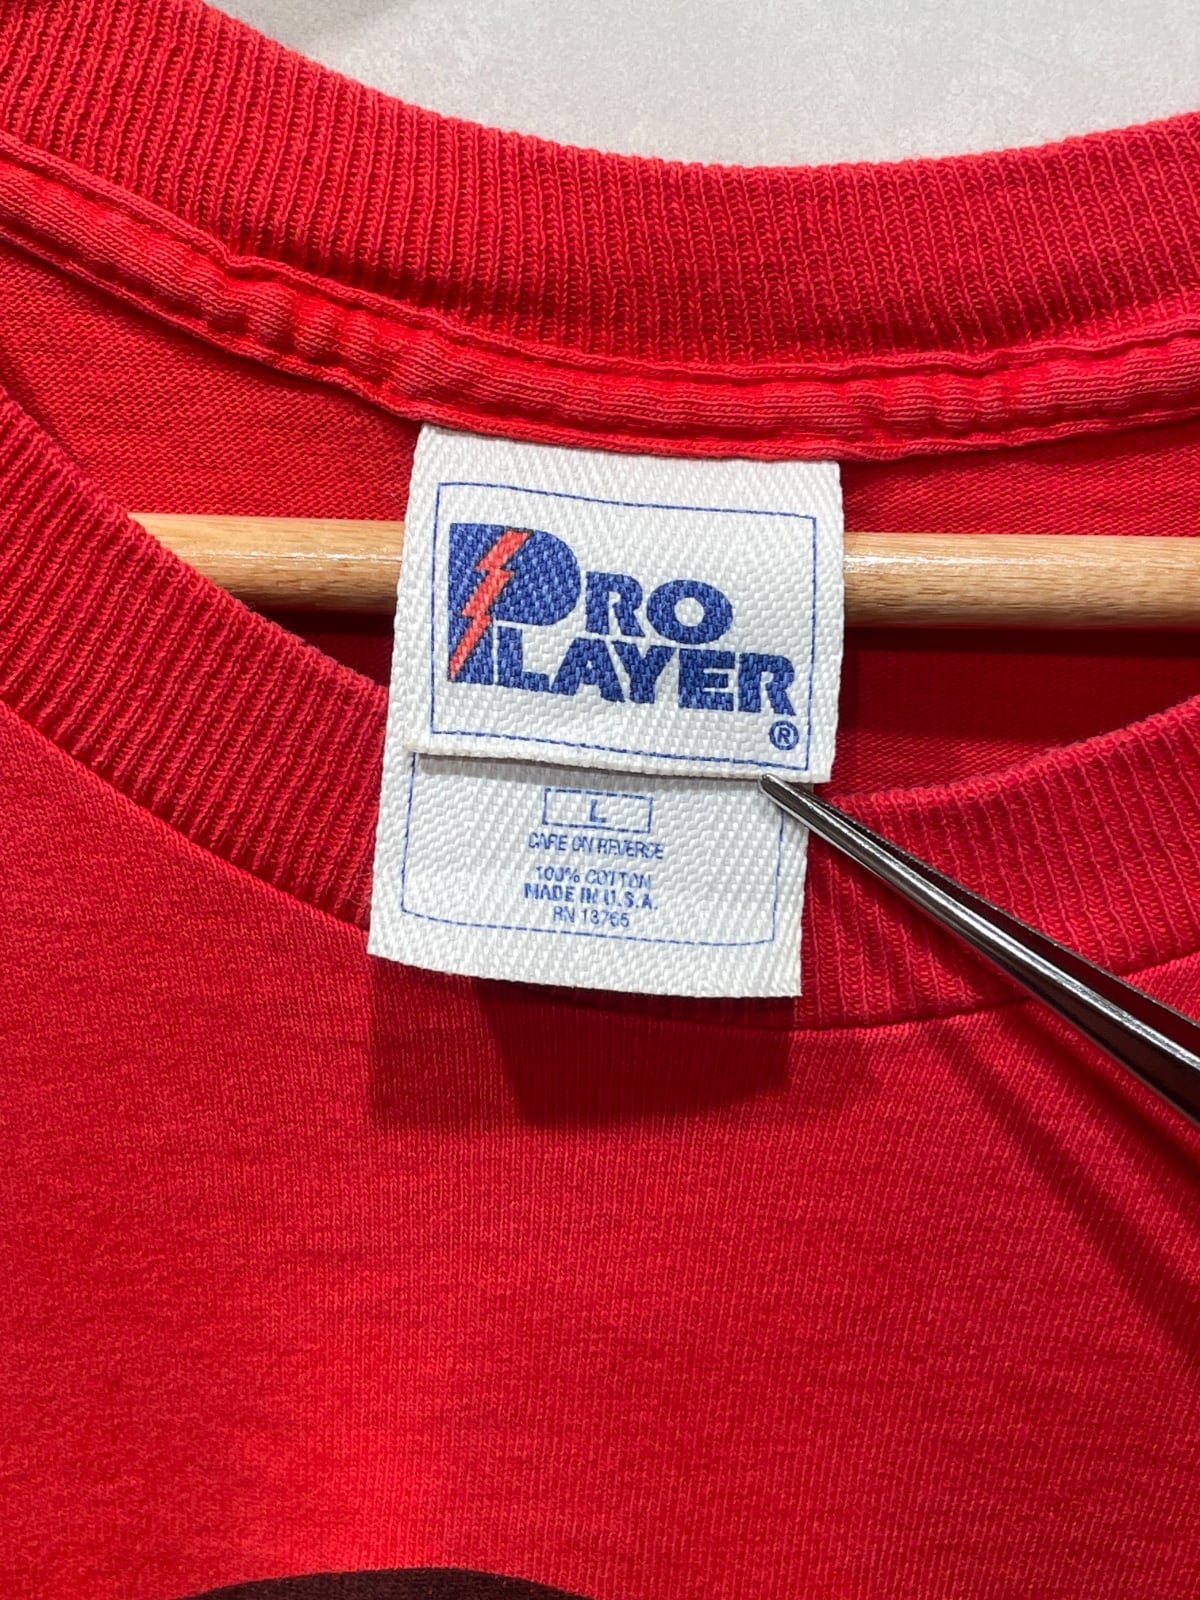 PRO
PLAYER
®
L
CARE ON REVERSE
100% COTTON
MADE IN U.S.A.
RN 13765